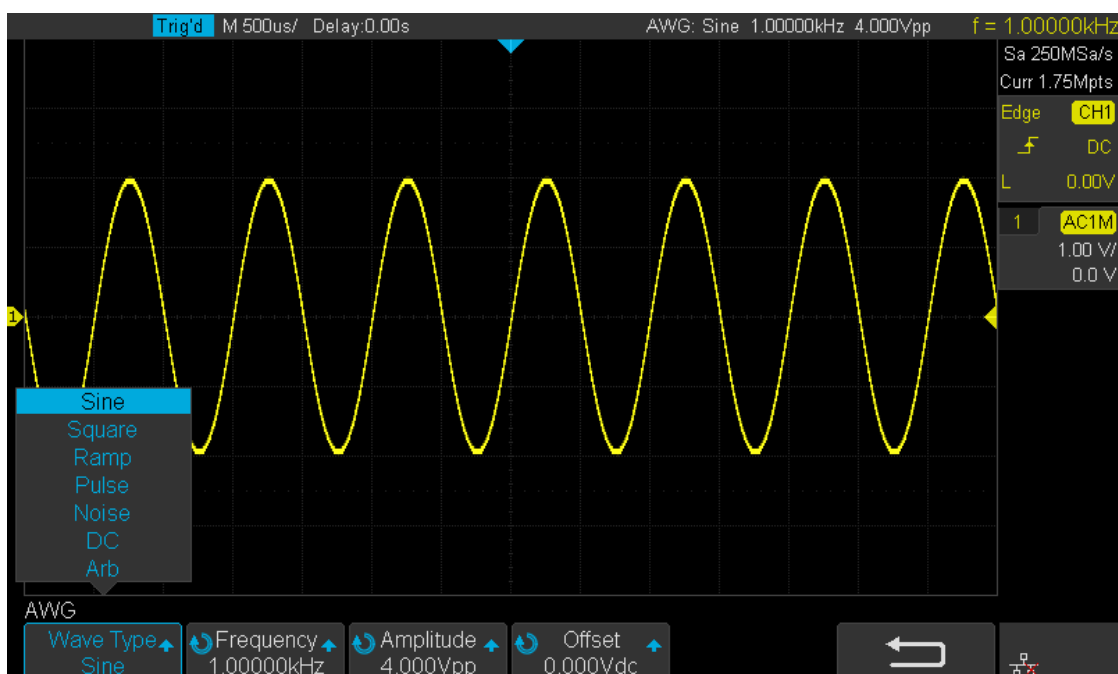 Trig'd M 500us/ Delay:0.00s AWG: Sine 1.00000kHz 4.000Vpp f = 1.00000kHz
Sa 250MSa/s
Curr 1.75Mpts
Edge CH1
DC
L 0.00V
1 AC1M
1.00 V/
0.0 V
1
Sine
Square
Ramp
Pulse
Noise
DC
Arb
AWG
Wave Type Frequency Amplitude Offset
Sine 1.00000kHz 4.000Vpp 0.000Vdc